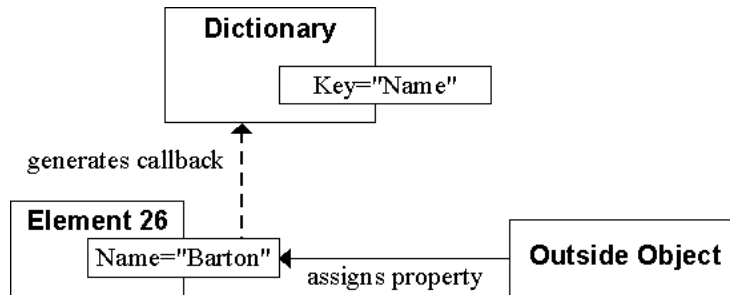 Dictionary
Key="Name"
generates callback
Element 26
Name="Barton"
assigns property
Outside Object